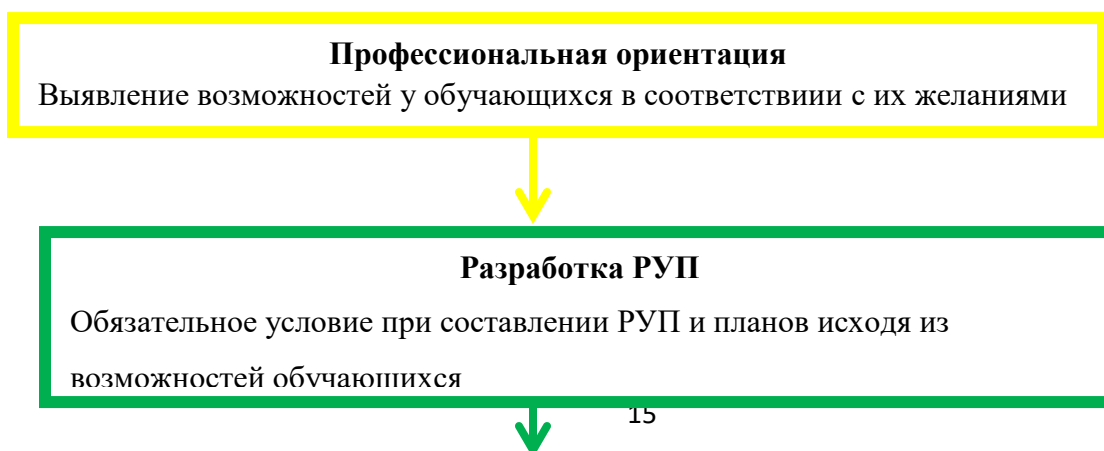 Профессиональная ориентация
Выявление возможностей у обучающихся в соответствиии с их желаниями
Разработка РУП
Обязательное условие при составлении РУП и планов исходя из
возможностей обучающихся
15